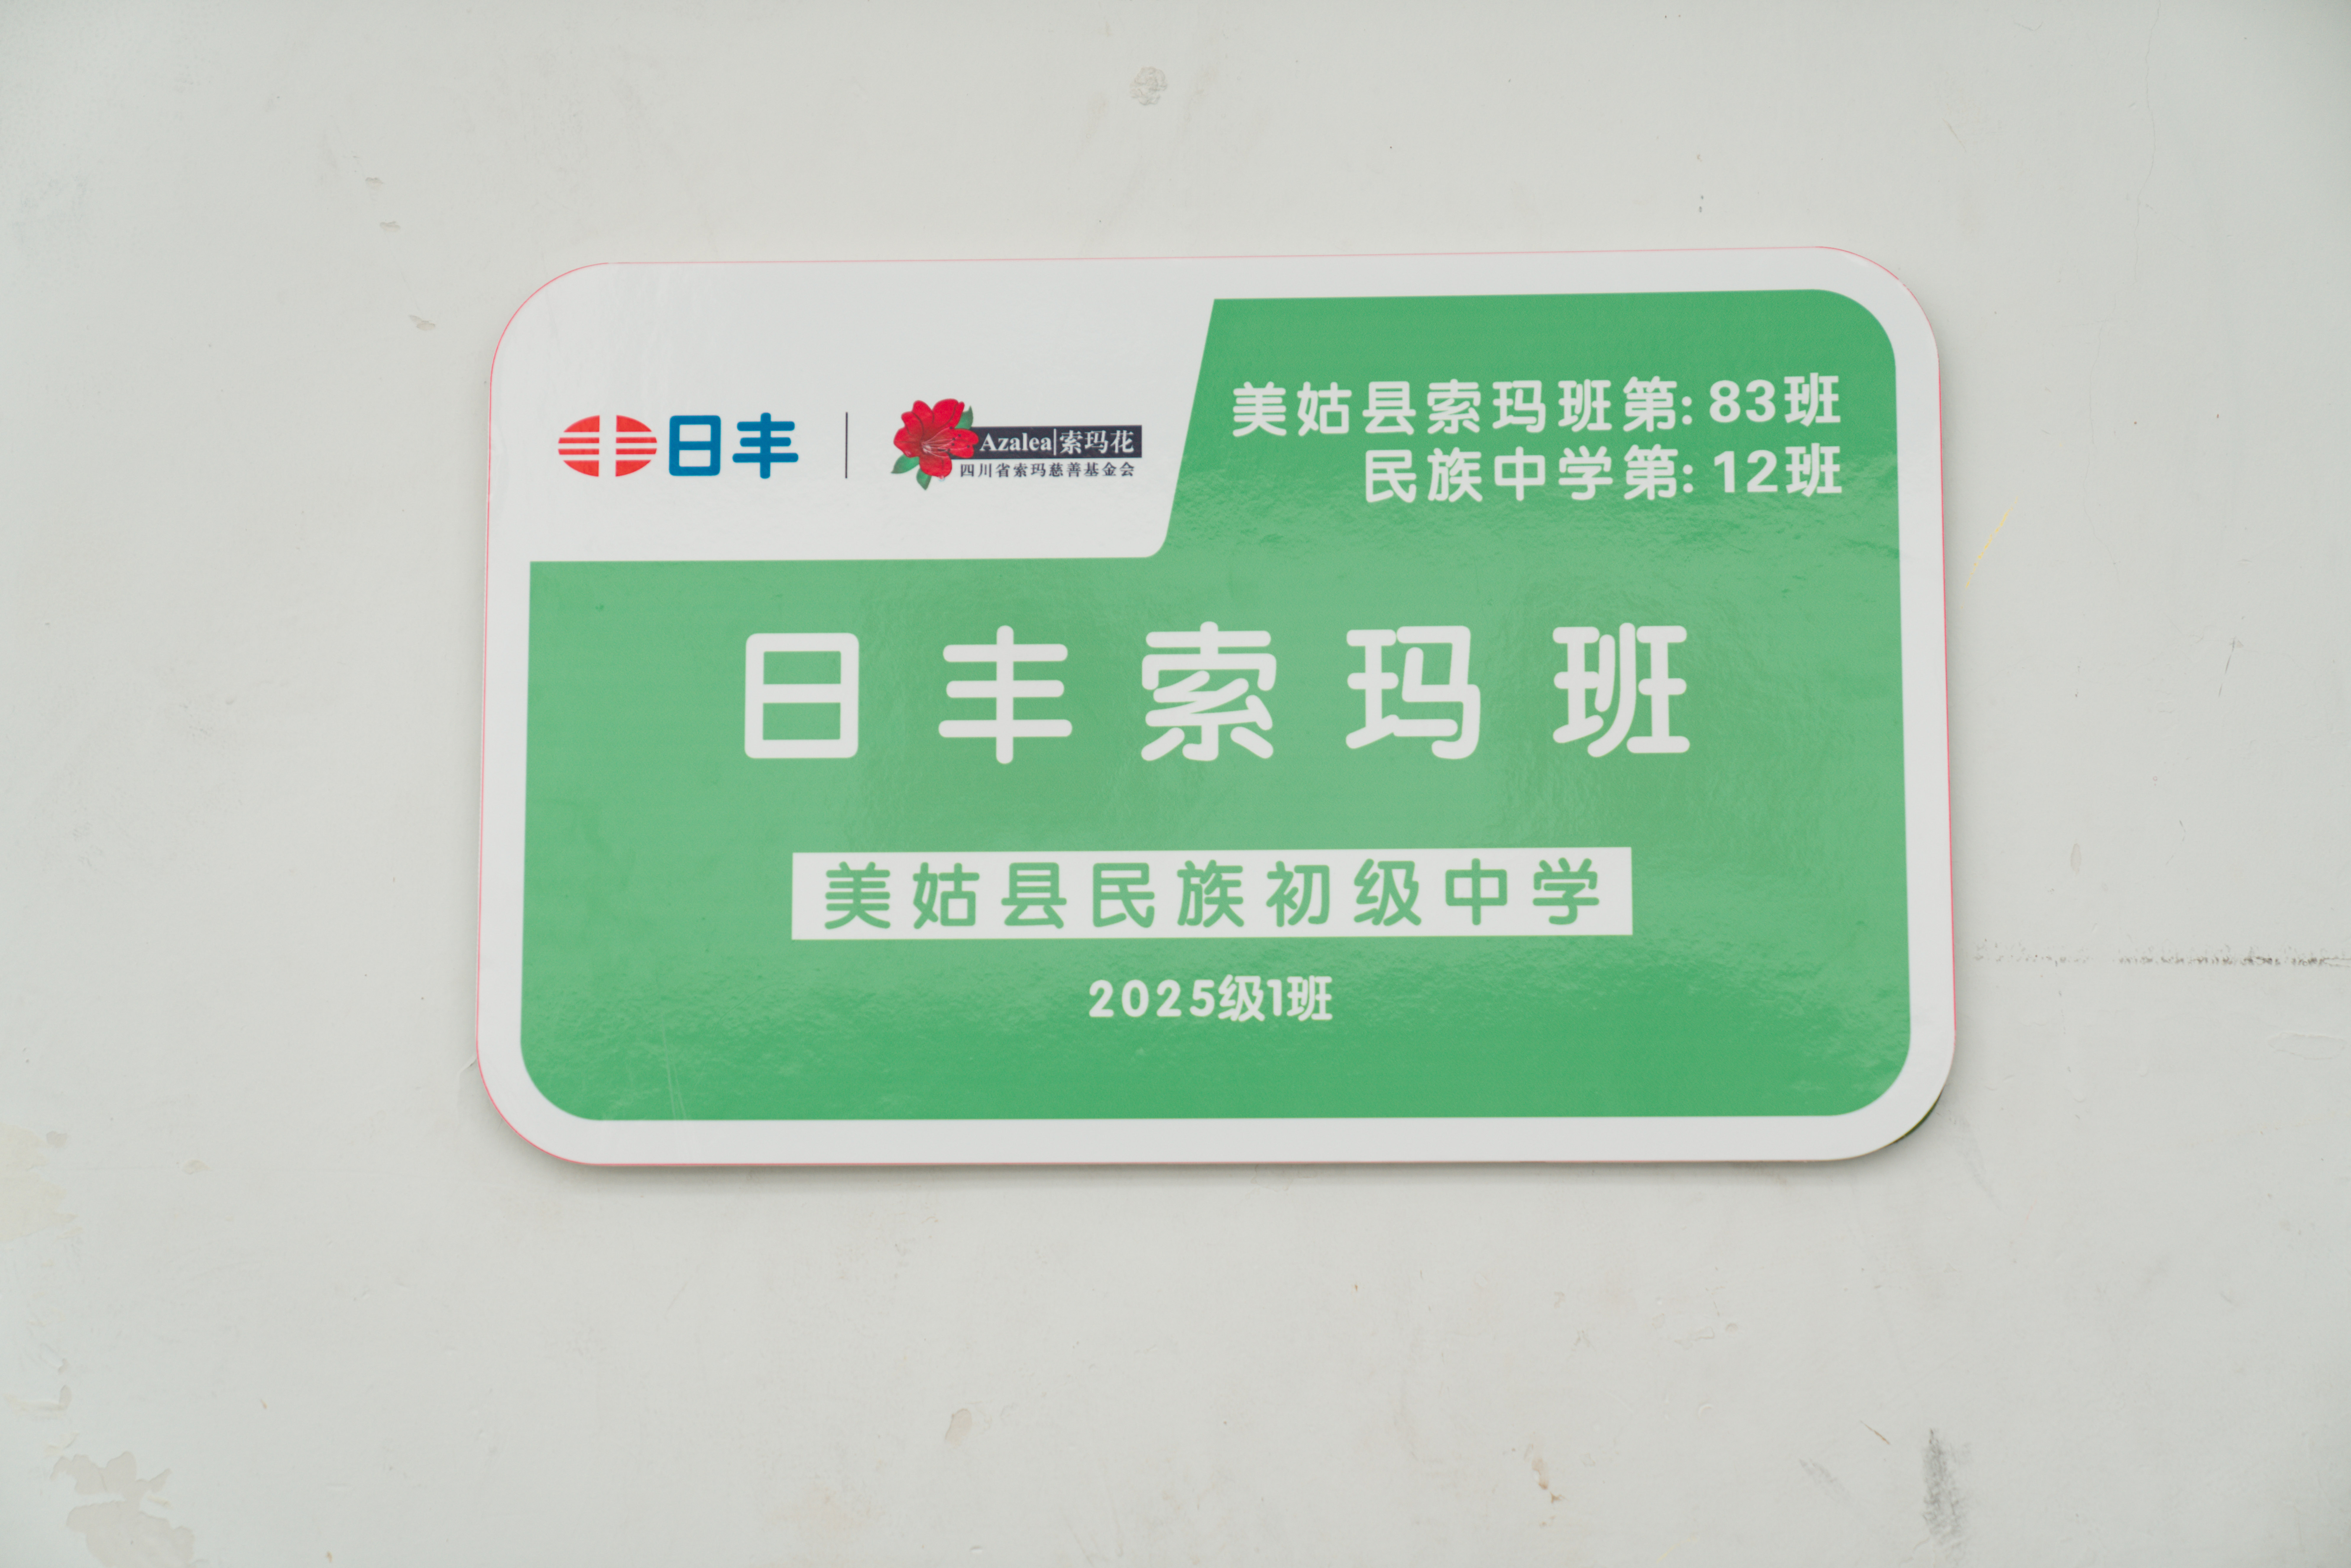 日丰
Azalea|索玛花
四川省索玛慈善基金会
美姑县索玛班第: 83班
民族中学第: 12班
日丰索玛班
美姑县民族初级中学
2025级1班